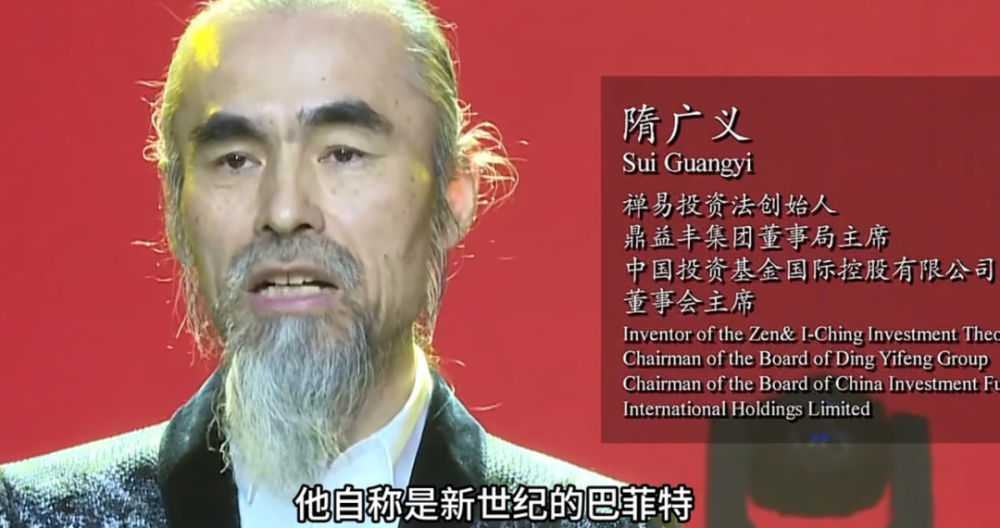 隋广义
Sui Guangyi
禅易投资法创始人
鼎益丰集团董事局主席
中国投资基金国际控股有限公司
董事会主席
Inventor of the Zen& I-Ching Investment
Chairman of the Board of Ding Yifeng Group
Chairman of the Board of China Investment
International Holdings Limited
他自称是新世纪的巴菲特